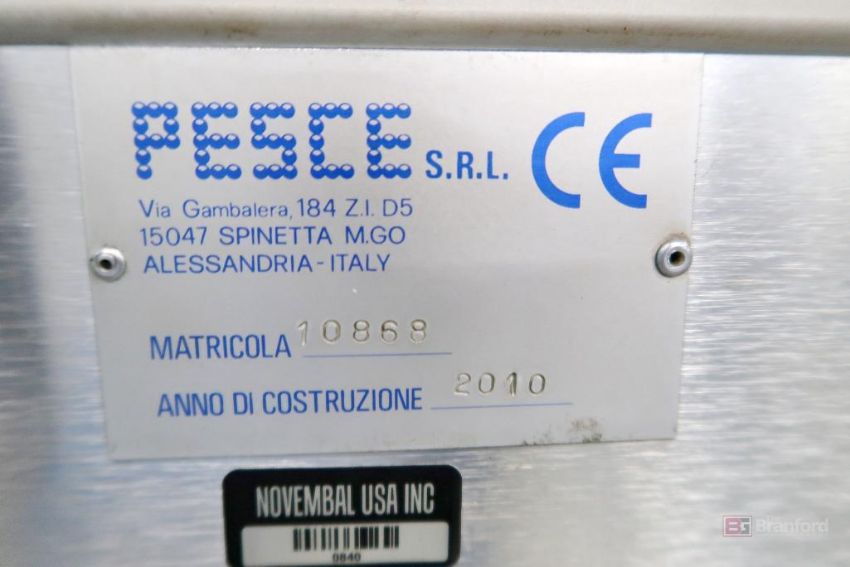 PESCE S.R.L. CE
Via Gambalera, 184 Z.I. D5
15047 SPINETTA M.GO
ALESSANDRIA - ITALY
MATRICOLA 10868
ANNO DI COSTRUZIONE 2010
NOVEMBAL USA INC
0840
BG Branford